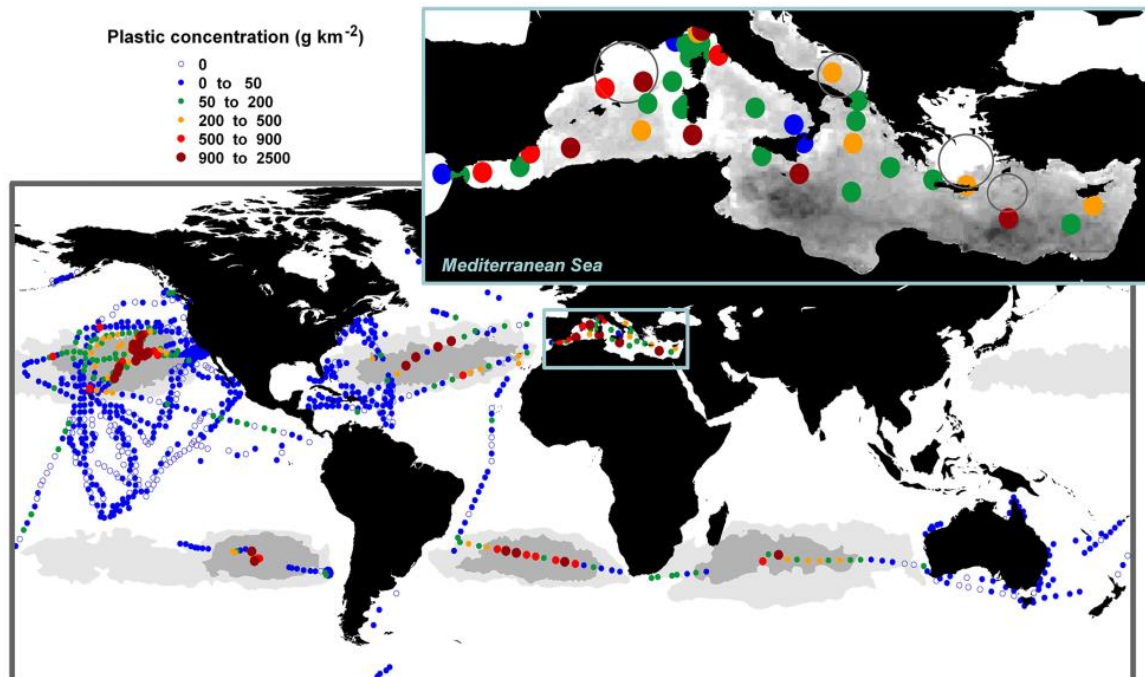 Plastic concentration (g km⁻²)
0
0 to 50
50 to 200
200 to 500
500 to 900
900 to 2500
Mediterranean Sea